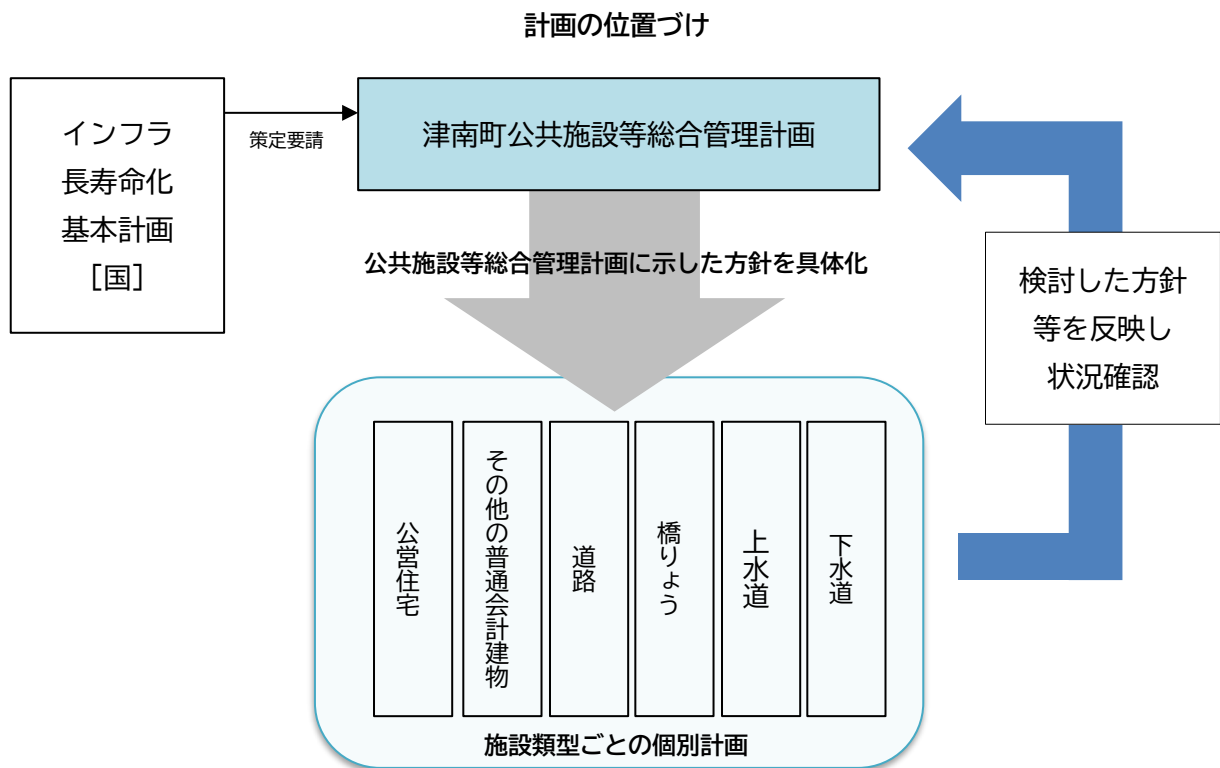 計画の位置づけ
インフラ
長寿命化
基本計画
［国］
策定要請
津南町公共施設等総合管理計画
公共施設等総合管理計画に示した方針を具体化
検討した方針
等を反映し
状況確認
公営住宅
その他の普通会計建物
道路
橋りょう
上水道
下水道
施設類型ごとの個別計画